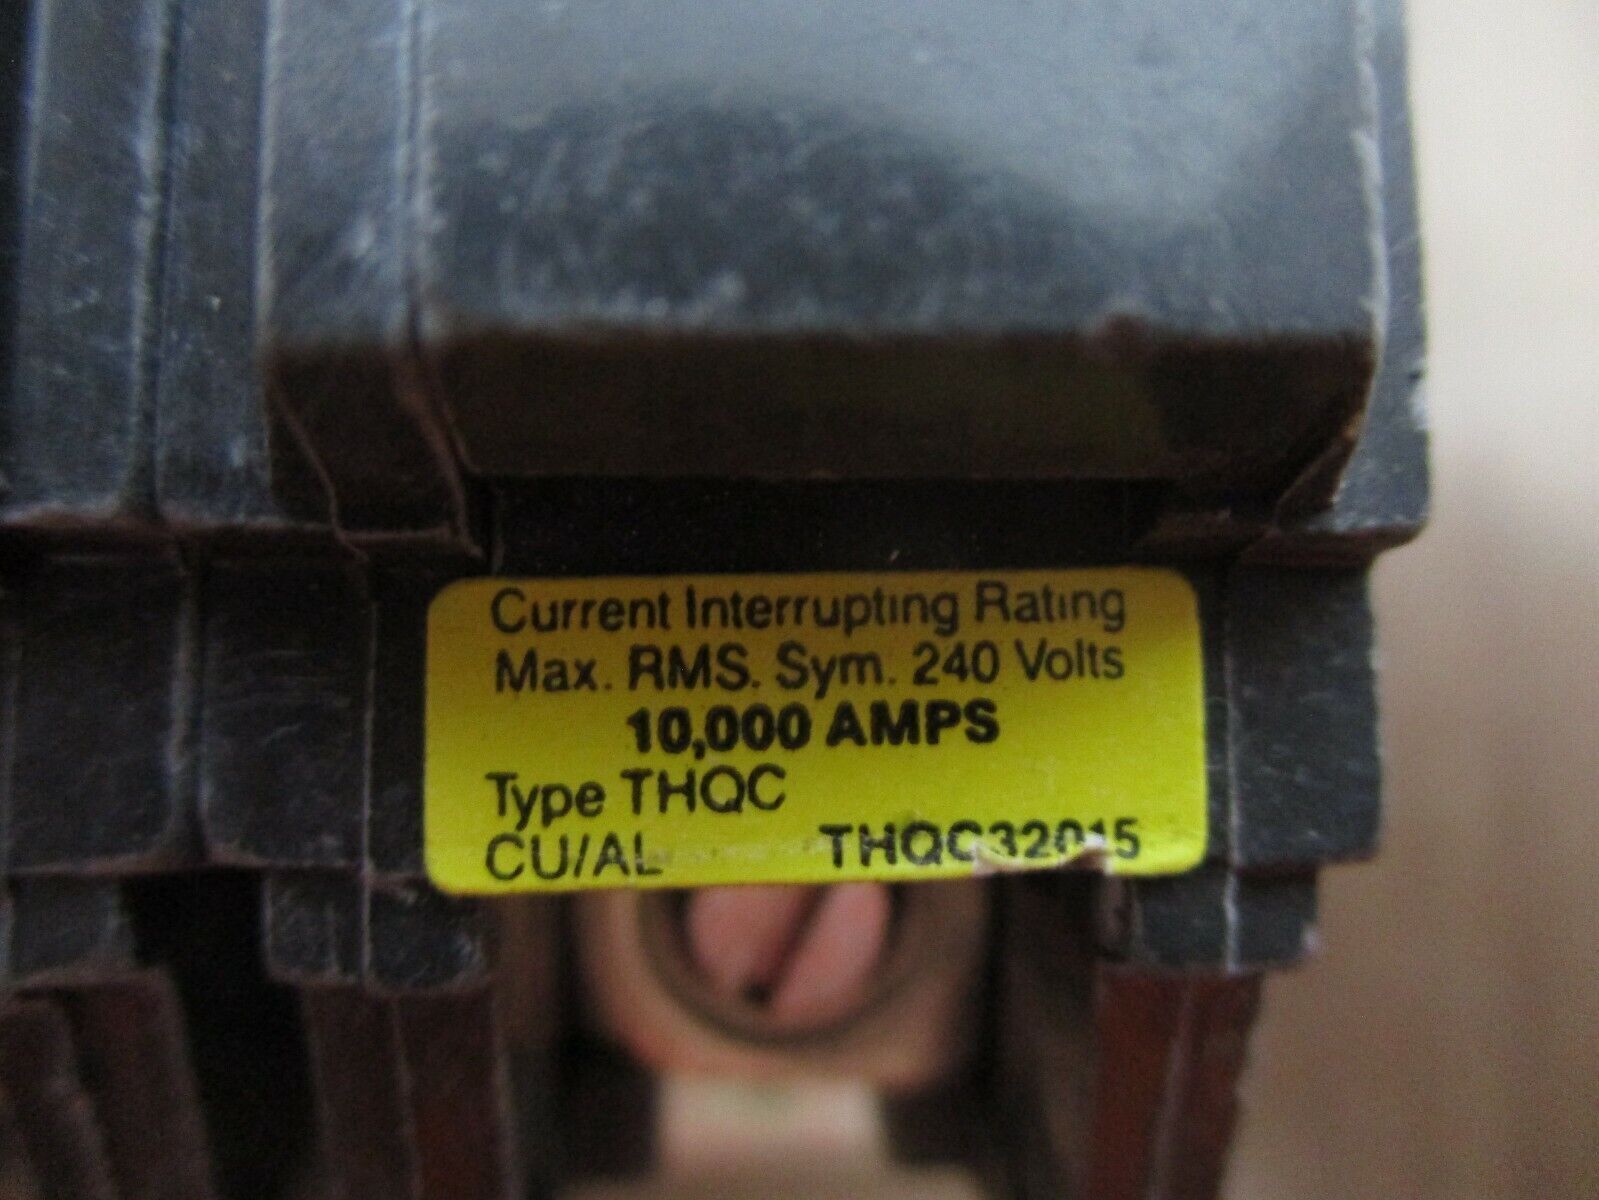 Current Interrupting Rating
Max. RMS. Sym. 240 Volts
10,000 AMPS
Type THQC
CU/AL THQC32015